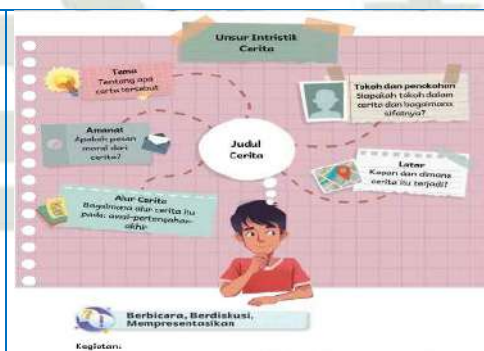 Unsur Intristik
Cerita
Tema
Tentang apa
cerita tersebut
Tokoh dan penokohan
Siapakah tokoh dalam
cerita dan bagaimana
sifatnya?
Amanat
Apakah pesan
moral dari
cerita?
Judul
Cerita
Latar
Kapan dan dimana
cerita itu terjadi?
Alur Cerita
Bagaimana alur cerita itu
pada: awal-pertengahan-
akhir
Berbicara, Berdiskusi,
Mempresentasikan
Kegiatan: